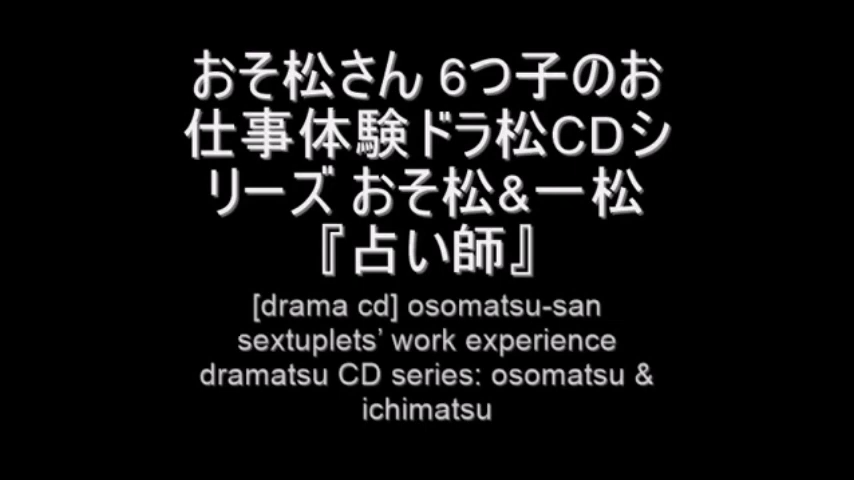 おそ松さん 6つ子のお
仕事体験ドラ松CDシ
リーズ おそ松&一松
『占い師』
[drama cd] osomatsu-san
sextuplets’ work experience
dramatsu CD series: osomatsu &
ichimatsu